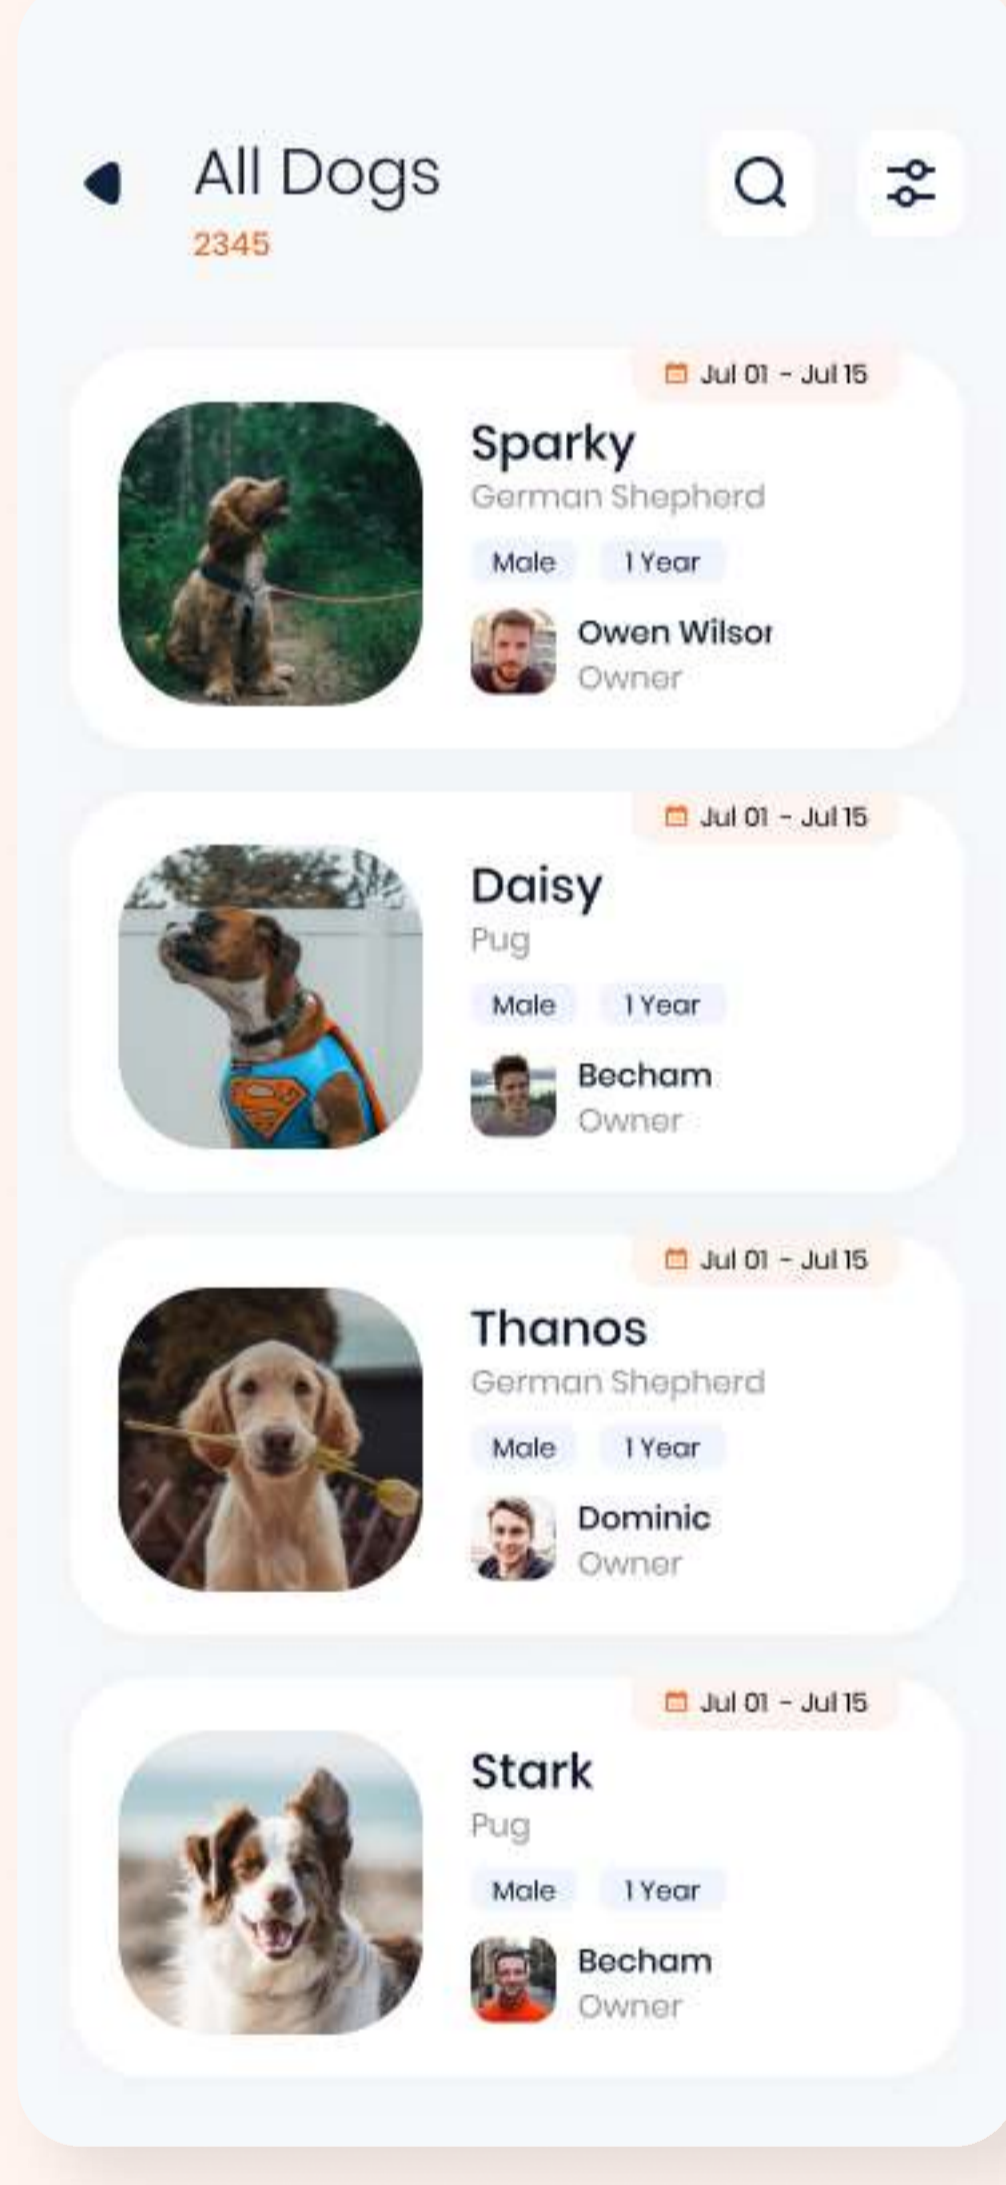 All Dogs
2345
Jul 01 - Jul 15
Sparky
German Shepherd
Male 1 Year
Owen Wilsor
Owner
Jul 01 - Jul 15
Daisy
Pug
Male 1 Year
Becham
Owner
Jul 01 - Jul 15
Thanos
German Shepherd
Male 1 Year
Dominic
Owner
Jul 01 - Jul 15
Stark
Pug
Male 1 Year
Becham
Owner